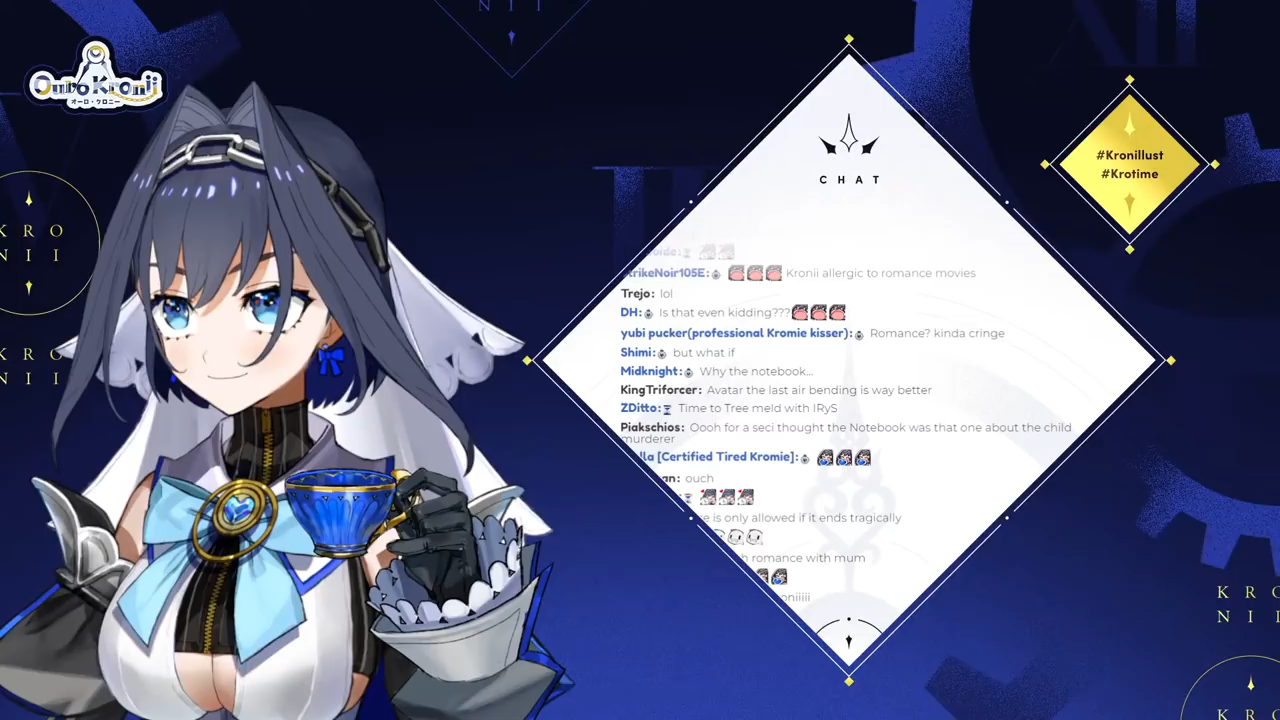 N I I
Ouro Kronii
オーロ・クロニー
CHAT
#Kronillust
#Krotime
K R O
N I I
K R O
N I I
trikeNoir105E: Kronii allergic to romance movies
Trejo: lol
DH: Is that even kidding???
yubi pucker(professional Kromie kisser): Romance? kinda cringe
Shimi: but what if
Midknight: Why the notebook...
KingTriforcer: Avatar the last air bending is way better
ZDitto: Time to Tree meld with IRyS
Piakschios: Oooh for a seci thought the Notebook was that one about the child
murderer
lla [Certified Tired Kromie]:
an: ouch
e is only allowed if it ends tragically
h romance with mum
oniiiii
K R O
N I I
K R O